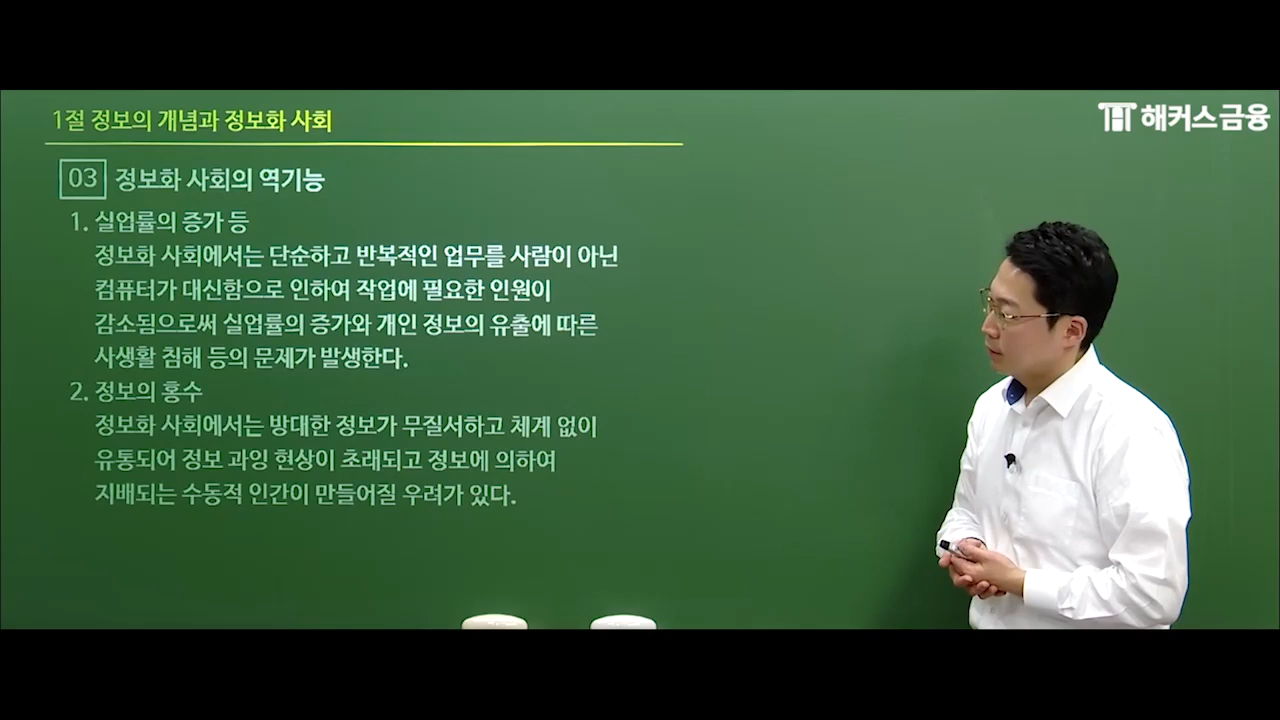 1절 정보의 개념과 정보화 사회
해커스금융
03 정보화 사회의 역기능
1. 실업률의 증가 등
정보화 사회에서는 단순하고 반복적인 업무를 사람이 아닌
컴퓨터가 대신함으로 인하여 작업에 필요한 인원이
감소됨으로써 실업률의 증가와 개인 정보의 유출에 따른
사생활 침해 등의 문제가 발생한다.
2. 정보의 홍수
정보화 사회에서는 방대한 정보가 무질서하고 체계 없이
유통되어 정보 과잉 현상이 초래되고 정보에 의하여
지배되는 수동적 인간이 만들어질 우려가 있다.